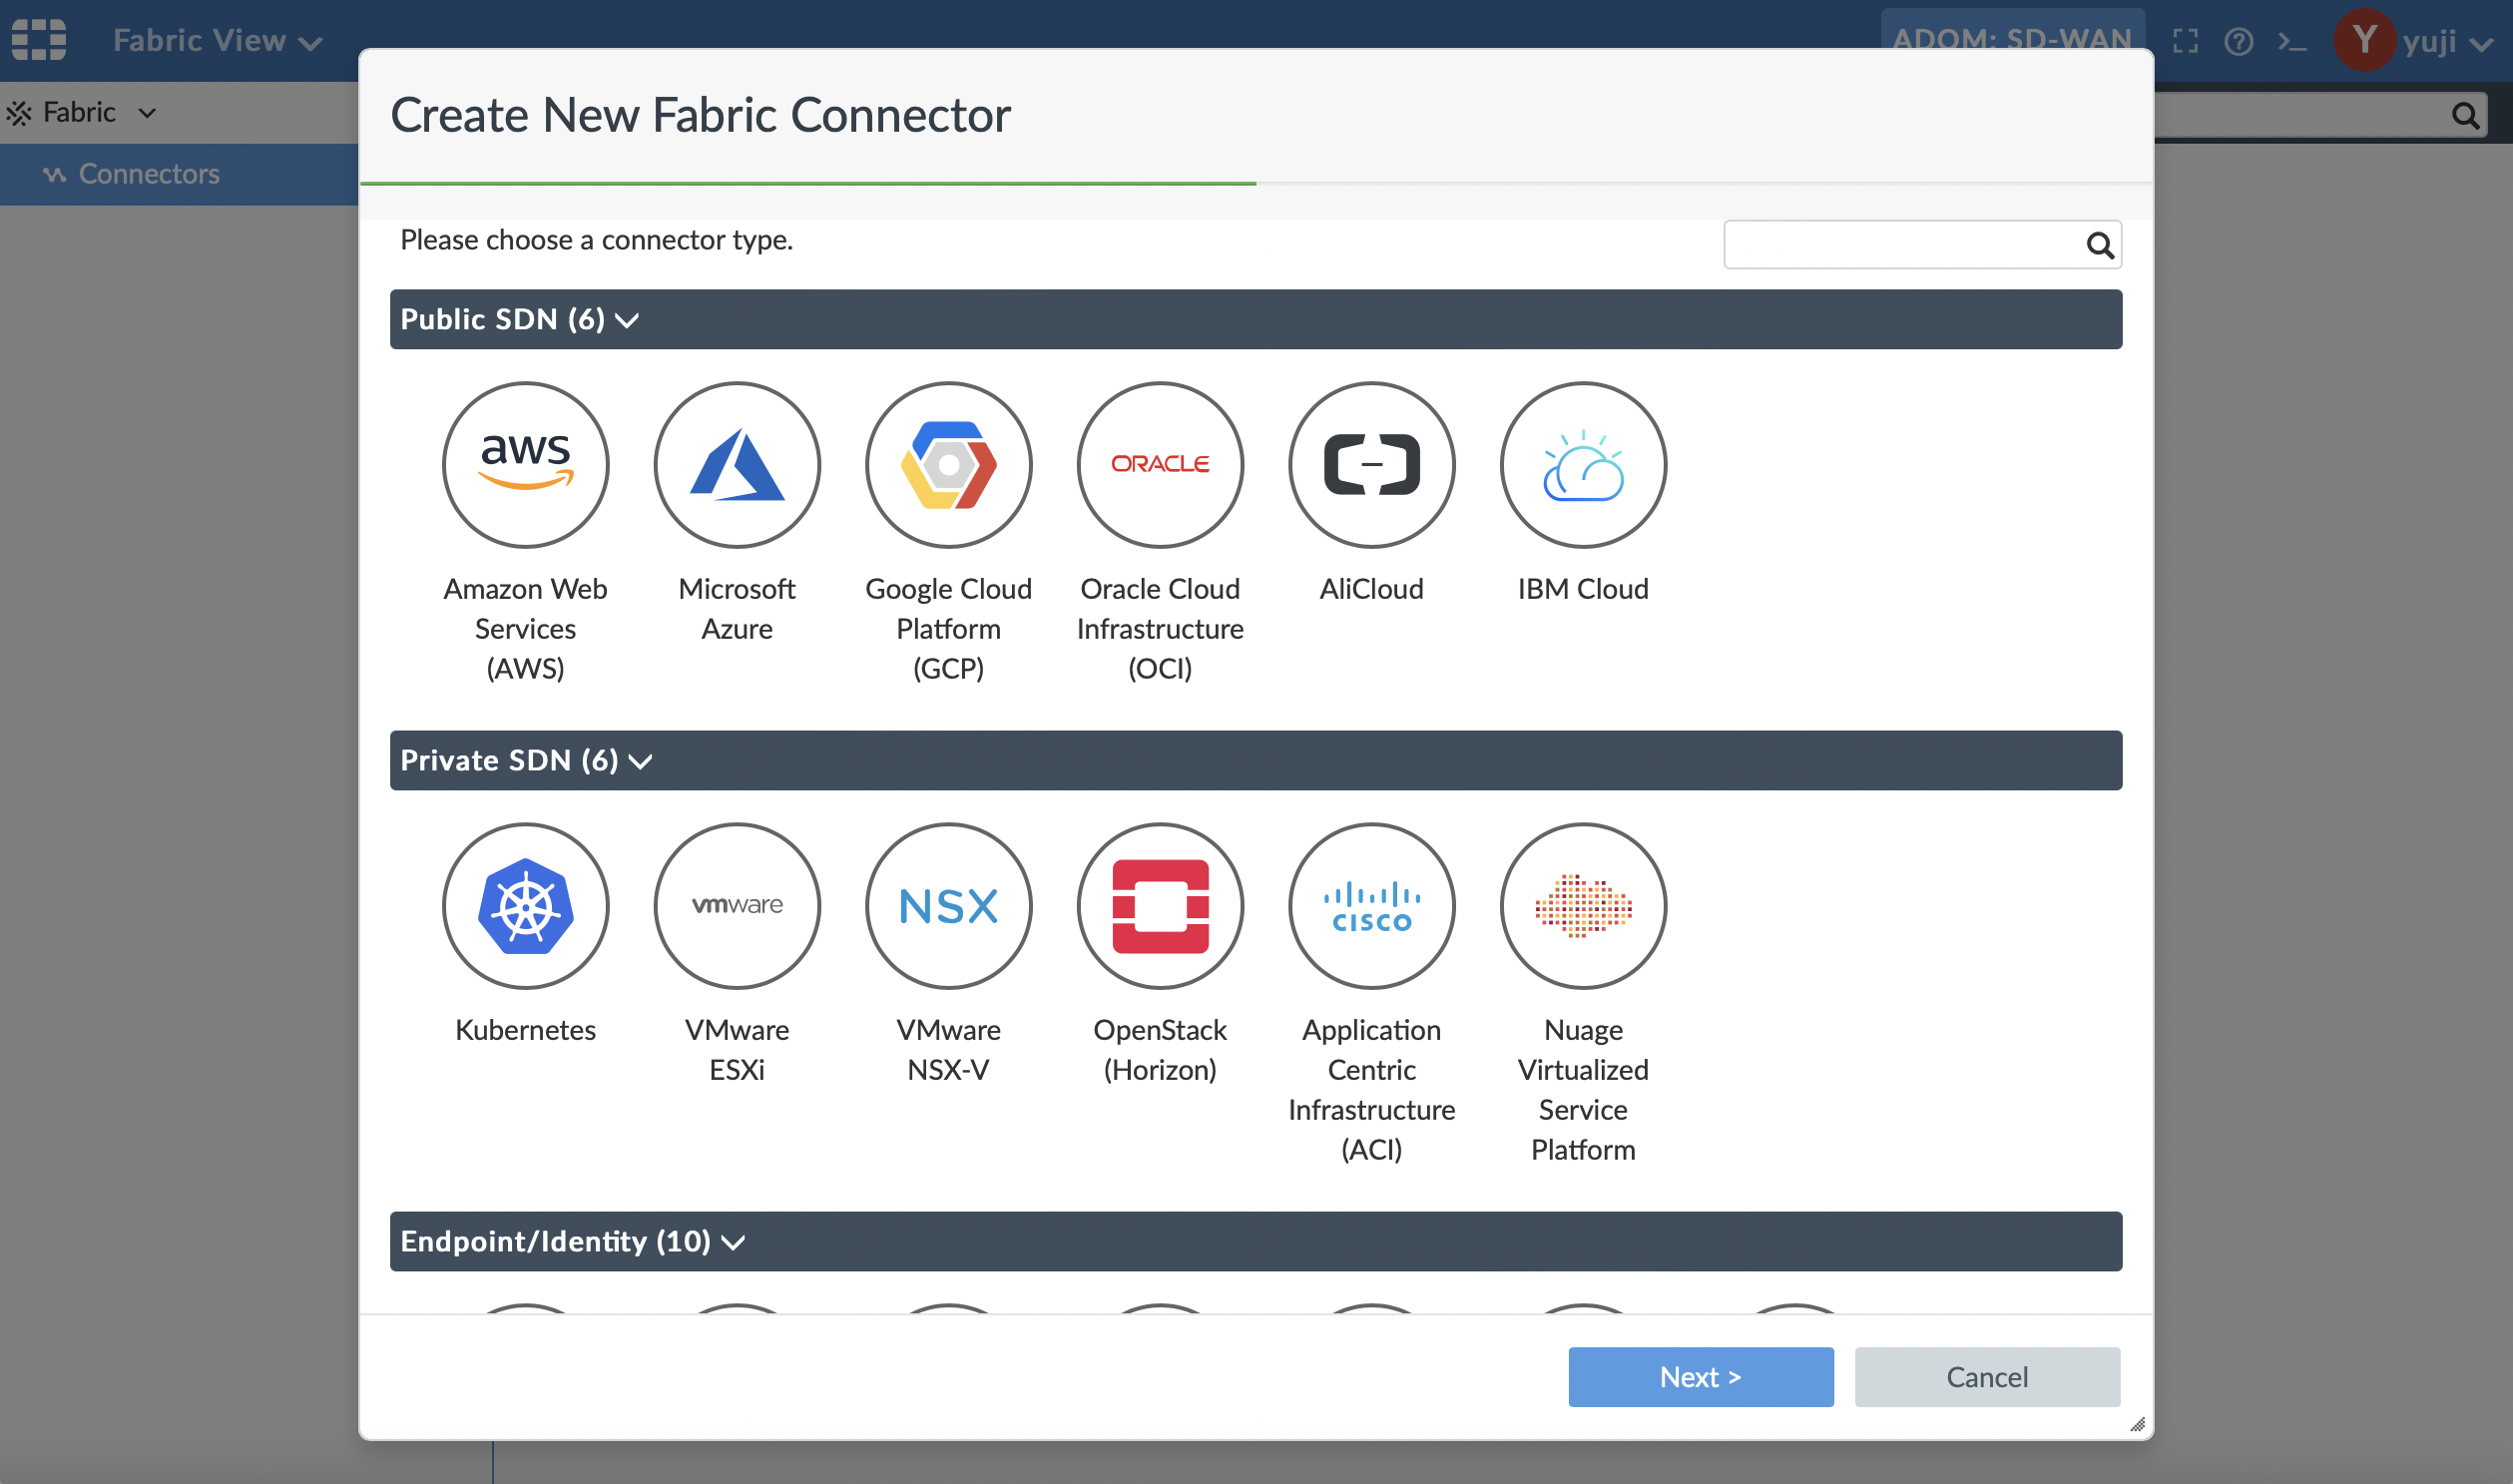 Fabric View
ADOM: SD-WAN
Y yuji
Fabric
Connectors
Create New Fabric Connector
Please choose a connector type.
Public SDN (6)
aws
ORACLE
Amazon Web
Services
(AWS)
Microsoft
Azure
Google Cloud
Platform
(GCP)
Oracle Cloud
Infrastructure
(OCI)
AliCloud
IBM Cloud
Private SDN (6)
vmware
NSX
CISCO
Kubernetes
VMware
ESXi
VMware
NSX-V
OpenStack
(Horizon)
Application
Centric
Infrastructure
(ACI)
Nuage
Virtualized
Service
Platform
Endpoint/Identity (10)
Next >
Cancel